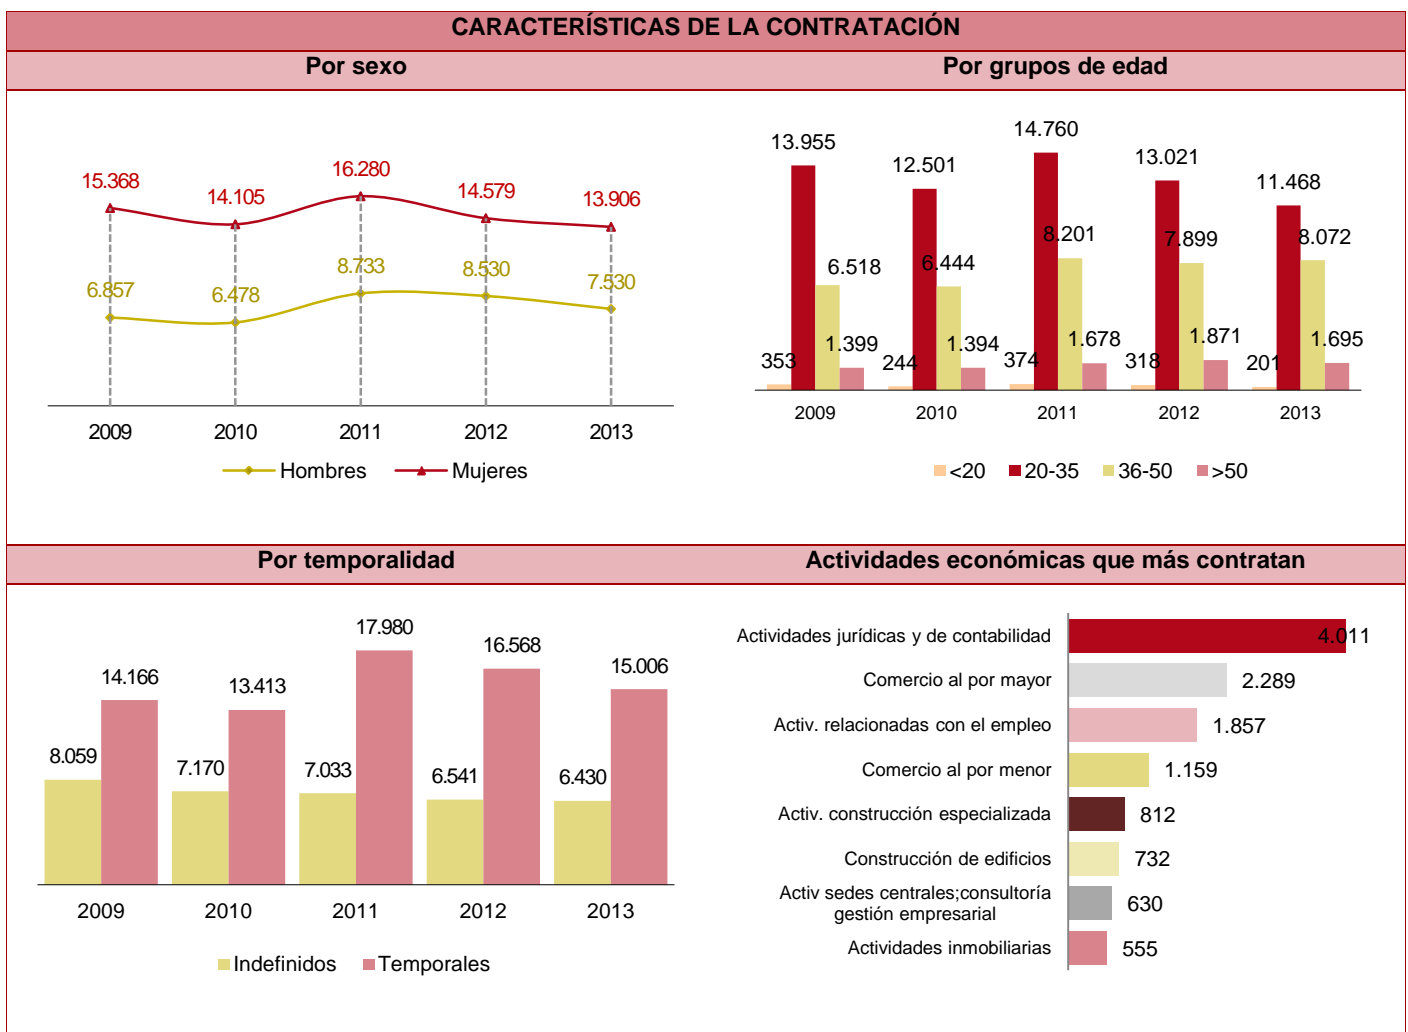 CARACTERÍSTICAS DE LA CONTRATACIÓN
Por sexo
15.368
14.105
16.280
14.579
13.906
6.857
6.478
8.733
8.530
7.530
2009 2010 2011 2012 2013
Hombres Mujeres
Por grupos de edad
13.955
12.501
14.760
13.021
11.468
6.518
6.444
8.201
7.899
8.072
353
1.399
244
1.394
374
1.678
318
1.871
201
1.695
2009 2010 2011 2012 2013
<20 20-35 36-50 >50
Por temporalidad
8.059
14.166
7.170
13.413
7.033
17.980
6.541
16.568
6.430
15.006
2009 2010 2011 2012 2013
Indefinidos Temporales
Actividades económicas que más contratan
Actividades jurídicas y de contabilidad 4.011
Comercio al por mayor 2.289
Activ. relacionadas con el empleo 1.857
Comercio al por menor 1.159
Activ. construcción especializada 812
Construcción de edificios 732
Activ sedes centrales;consultoría
gestión empresarial 630
Actividades inmobiliarias 555